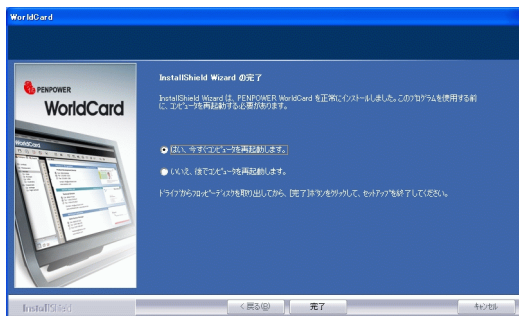 WorldCard
InstallShield Wizard の完了
InstallShield Wizard は、PENPOWER WorldCard を正常にインストールしました。このプログラムを使用する前
に、コンピュータを再起動する必要があります。
PENPOWER
WorldCard
はい、今すぐコンピュータを再起動します。
いいえ、後でコンピュータを再起動します。
ドライブからフロッピーディスクを取り出してから、[完了]ボタンをクリックして、セットアップを終了してください。
InstallShield
< 戻る(B)
完了
キャンセル